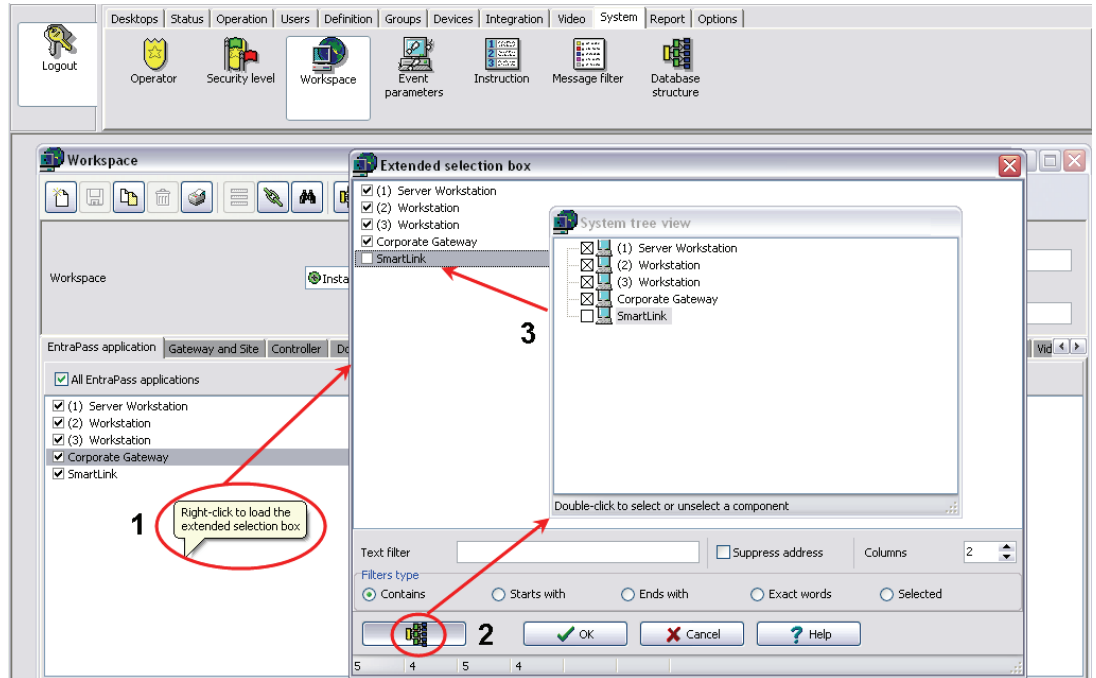 Desktops Status Operation Users Definition Groups Devices Integration Video System Report Options
Logout
Operator Security level Workspace Event parameters Instruction Message filter Database structure
Workspace
Workspace
Insta
EntraPass application Gateway and Site Controller Do
Vid
All EntraPass applications
(1) Server Workstation
(2) Workstation
(3) Workstation
Corporate Gateway
SmartLink
1
Right-click to load the
extended selection box
Extended selection box
(1) Server Workstation
(2) Workstation
(3) Workstation
Corporate Gateway
SmartLink
3
System tree view
(1) Server Workstation
(2) Workstation
(3) Workstation
Corporate Gateway
SmartLink
Double-click to select or unselect a component
Text filter Suppress address Columns 2
Filters type
Contains Starts with Ends with Exact words Selected
2 OK Cancel ? Help
5 4 5 4